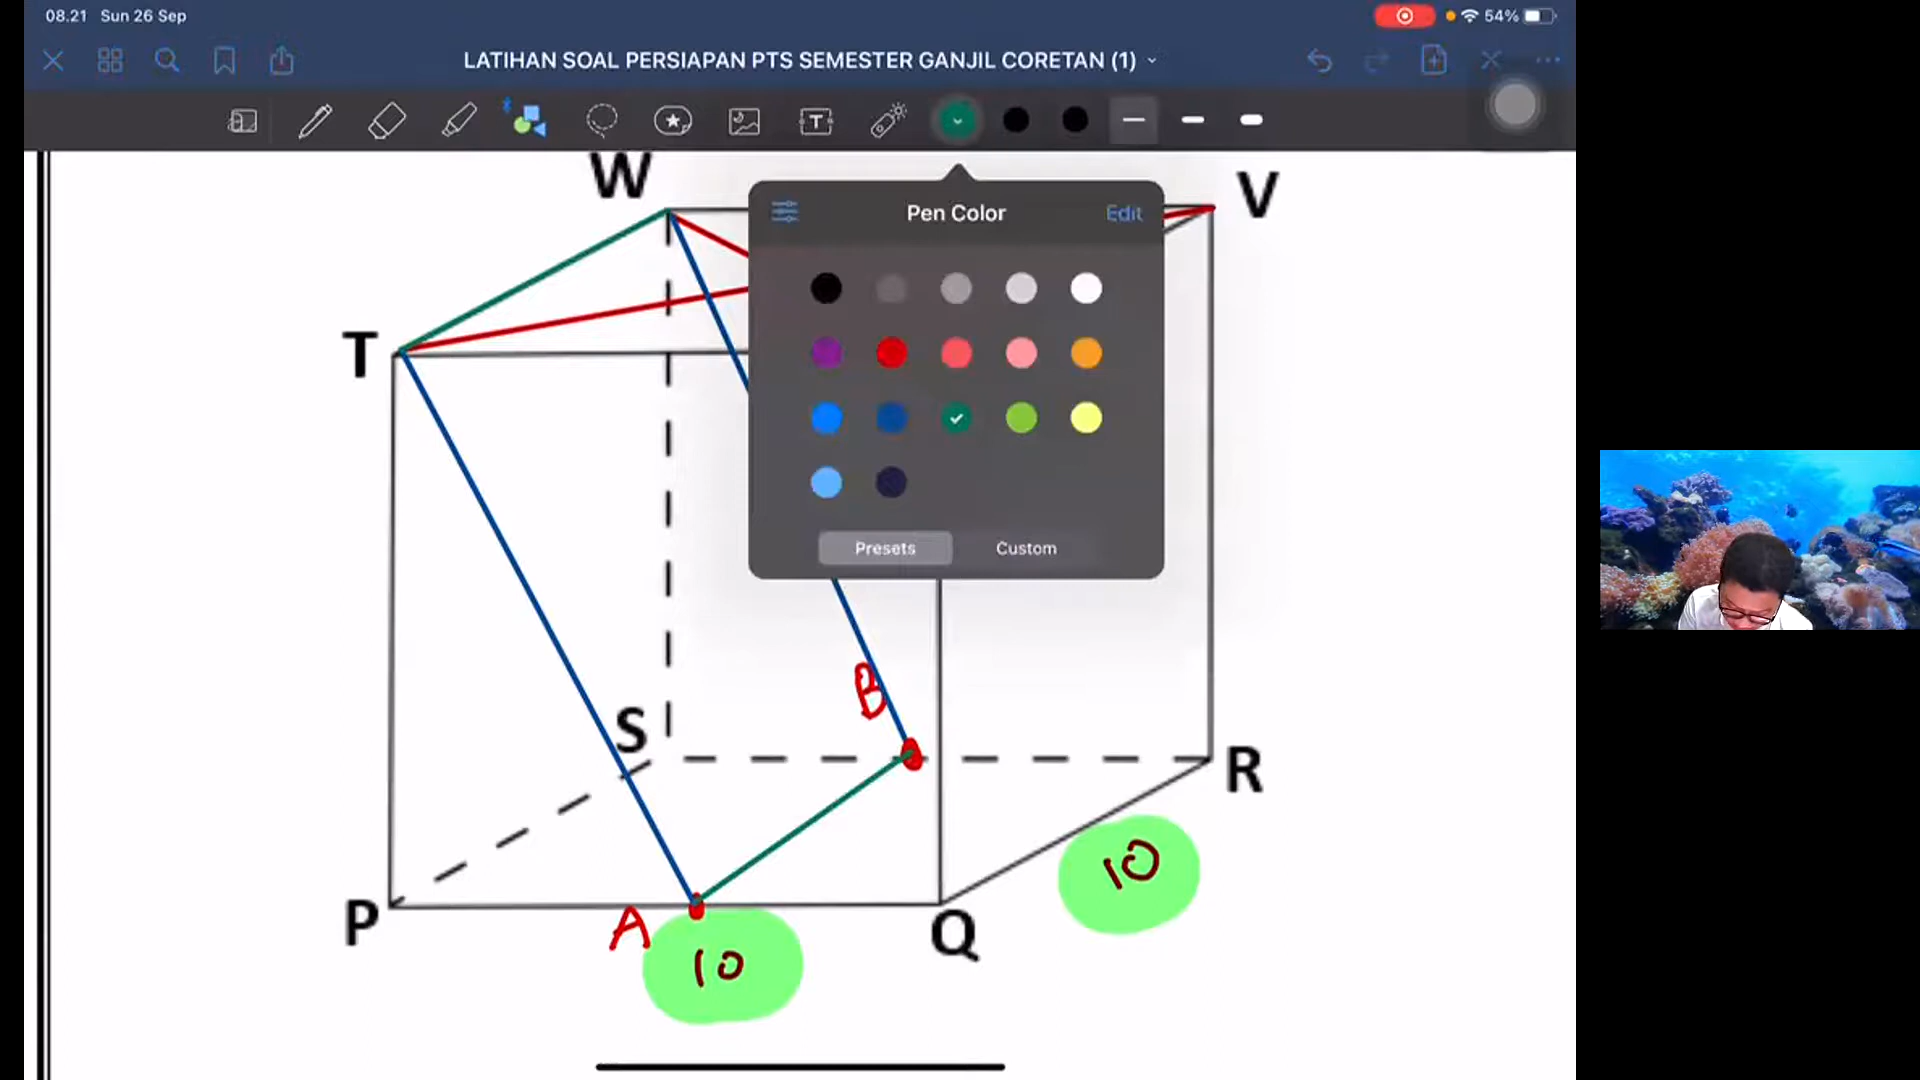 08.21 Sun 26 Sep
54%
LATIHAN SOAL PERSIAPAN PTS SEMESTER GANJIL CORETAN (1)
T
W
V
Pen Color
Edit
T
Presets
Custom
B
S
R
10
P
A
Q
10